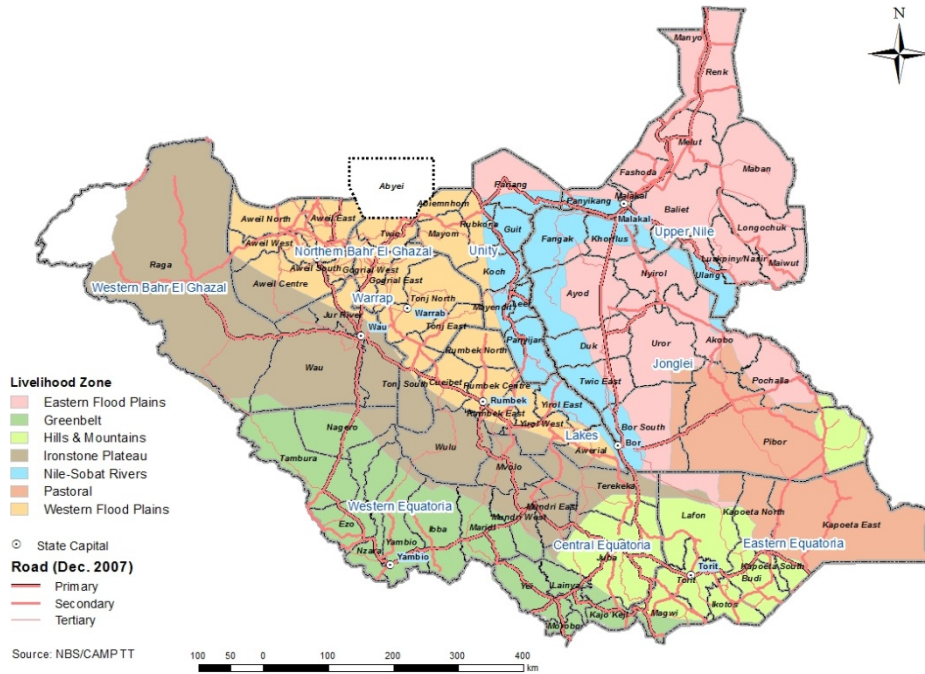 N
Manyo
Renk
Melut
Maban
Fashoda
Abyei
Pariang
Malakal
Panyikang
Malakal
Baliet
Abiemnhom
Aweil North
Aweil East
Twic
Mayom
Rubkona
Guit
Fangak
Khorflus
Upper Nile
Longochuk
Aweil West
Northern Bahr El Ghazal
Unity
Luakpiny/Nasir
Maiwut
Raga
Aweil South
Gogrial West
Koch
Nyirol
Ulang
Western Bahr El Ghazal
Aweil Centre
Gogrial East
Ayod
Warrap
Tonj North
Mayendit
Leer
Warrab
Jur River
Wau
Tonj East
Panyijar
Duk
Uror
Akobo
Rumbek North
Jonglei
Wau
Tonj South
Cueibet
Rumbek Centre
Twic East
Pochalla
Rumbek
Yirol East
Rumbek East
Yirol West
Bor South
Nagero
Lakes
Bor
Pibor
Wulu
Awerial
Tambura
Mvolo
Terekeka
Western Equatoria
Mundri East
Mundri West
Lafon
Kapoeta North
Ezo
Ibba
Maridi
Kapoeta East
Yambio
Central Equatoria
Eastern Equatoria
Nzara
Juba
Yambio
Torit
Kapoeta South
Torit
Budi
Yei
Lainya
Ikotos
Magwi
Kajo Keji
Morobo
Livelihood Zone
Eastern Flood Plains
Greenbelt
Hills & Mountains
Ironstone Plateau
Nile-Sobat Rivers
Pastoral
Western Flood Plains
State Capital
Road (Dec. 2007)
Primary
Secondary
Tertiary
Source: NBS/CAMP TT
100 50 0 100 200 300 400
km